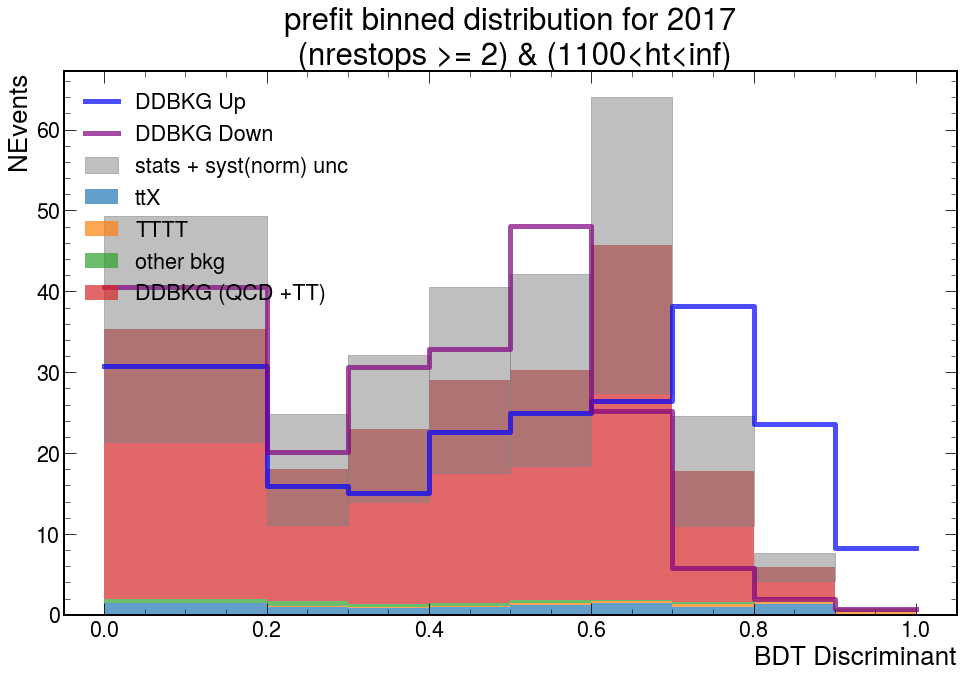 prefit binned distribution for 2017
(nrestops >= 2) & (1100<ht<inf)
NEvents
DDBKG Up
DDBKG Down
stats + syst(norm) unc
ttX
TTTT
other bkg
DDBKG (QCD +TT)
60
50
40
30
20
10
0
0.0 0.2 0.4 0.6 0.8 1.0
BDT Discriminant